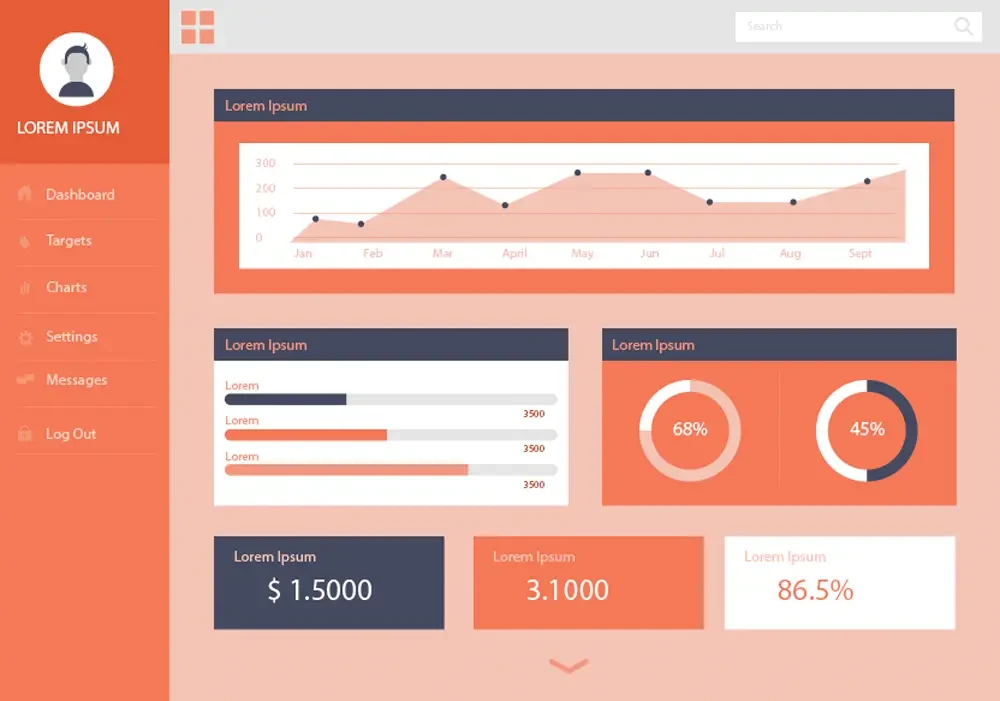 LOREM IPSUM
Dashboard
Targets
Charts
Settings
Messages
Log Out
Search
Lorem Ipsum
300
200
100
0
Jan Feb Mar April May Jun Jul Aug Sept
Lorem Ipsum
Lorem
3500
Lorem
3500
Lorem
3500
Lorem Ipsum
68% 45%
Lorem Ipsum
$ 1.5000
Lorem Ipsum
3.1000
Lorem Ipsum
86.5%